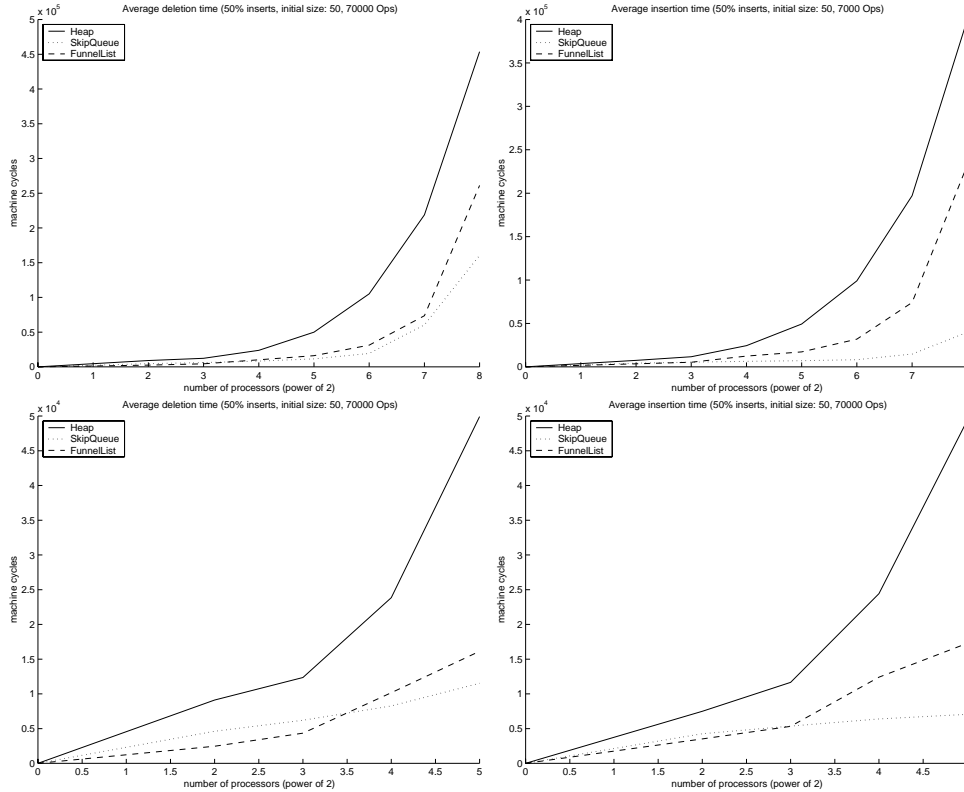 Average deletion time (50% inserts, initial size: 50, 70000 Ops)
x 10^5
5
4.5
4
3.5
3
2.5
2
1.5
1
0.5
0
machine cycles
Heap
SkipQueue
FunnelList
0 1 2 3 4 5 6 7 8
number of processors (power of 2)
Average insertion time (50% inserts, initial size: 50, 7000 Ops)
x 10^5
4
3.5
3
2.5
2
1.5
1
0.5
0
machine cycles
Heap
SkipQueue
FunnelList
0 1 2 3 4 5 6 7
number of processors (power of 2)
Average deletion time (50% inserts, initial size: 50, 70000 Ops)
x 10^4
5
4.5
4
3.5
3
2.5
2
1.5
1
0.5
0
machine cycles
Heap
SkipQueue
FunnelList
0 0.5 1 1.5 2 2.5 3 3.5 4 4.5 5
number of processors (power of 2)
Average insertion time (50% inserts, initial size: 50, 70000 Ops)
x 10^4
5
4.5
4
3.5
3
2.5
2
1.5
1
0.5
0
machine cycles
Heap
SkipQueue
FunnelList
0 0.5 1 1.5 2 2.5 3 3.5 4 4.5
number of processors (power of 2)